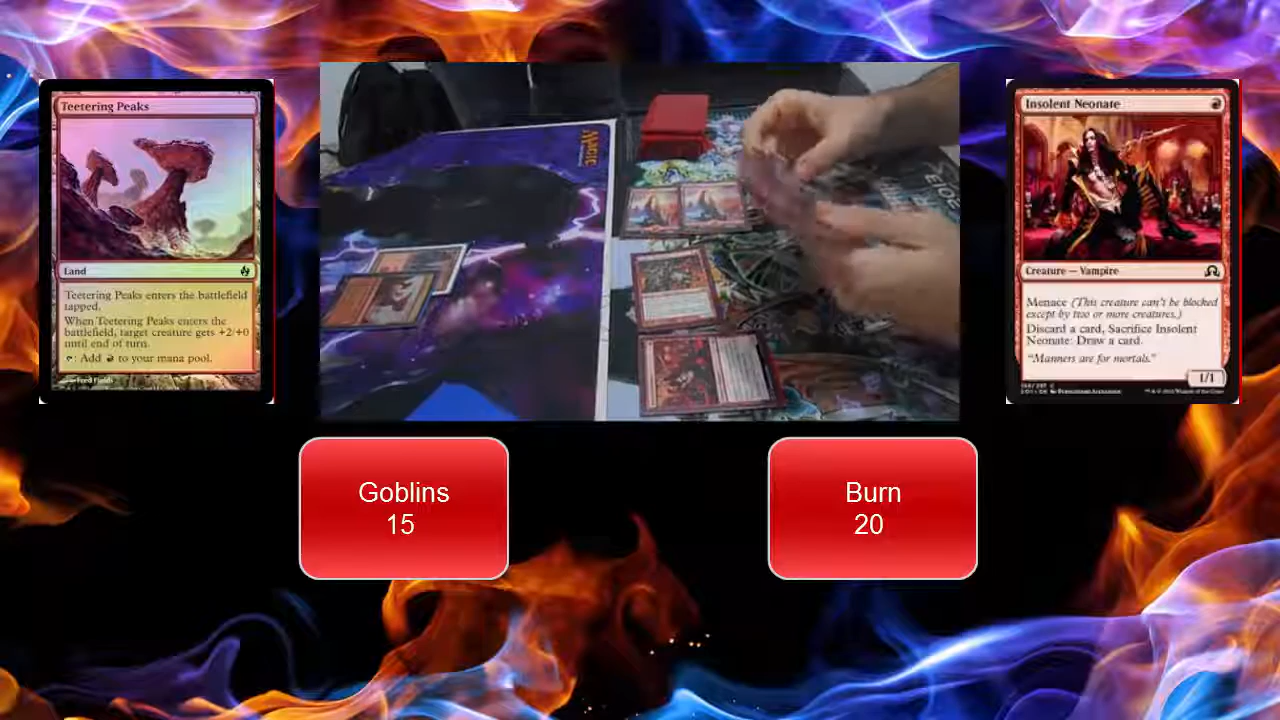 Teetering Peaks
Land
Teetering Peaks enters the battlefield
tapped.
When Teetering Peaks enters the
battlefield, target creature gets +2/+0
until end of turn.
: Add to your mana pool.
Insolent Neonate
Creature — Vampire
Menace (This creature can't be blocked
except by two or more creatures.)
Discard a card, Sacrifice Insolent
Neonate: Draw a card.
"Manners are for mortals."
1/1
MAGIC
Goblins
15
Burn
20